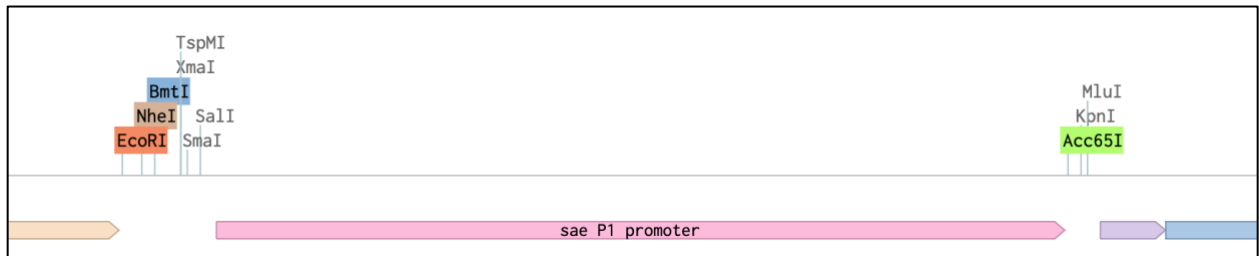 TspMI
XmaI
BmtI
MluI
NheI SalI
KpnI
EcoRI SmaI
Acc65I
sae P1 promoter